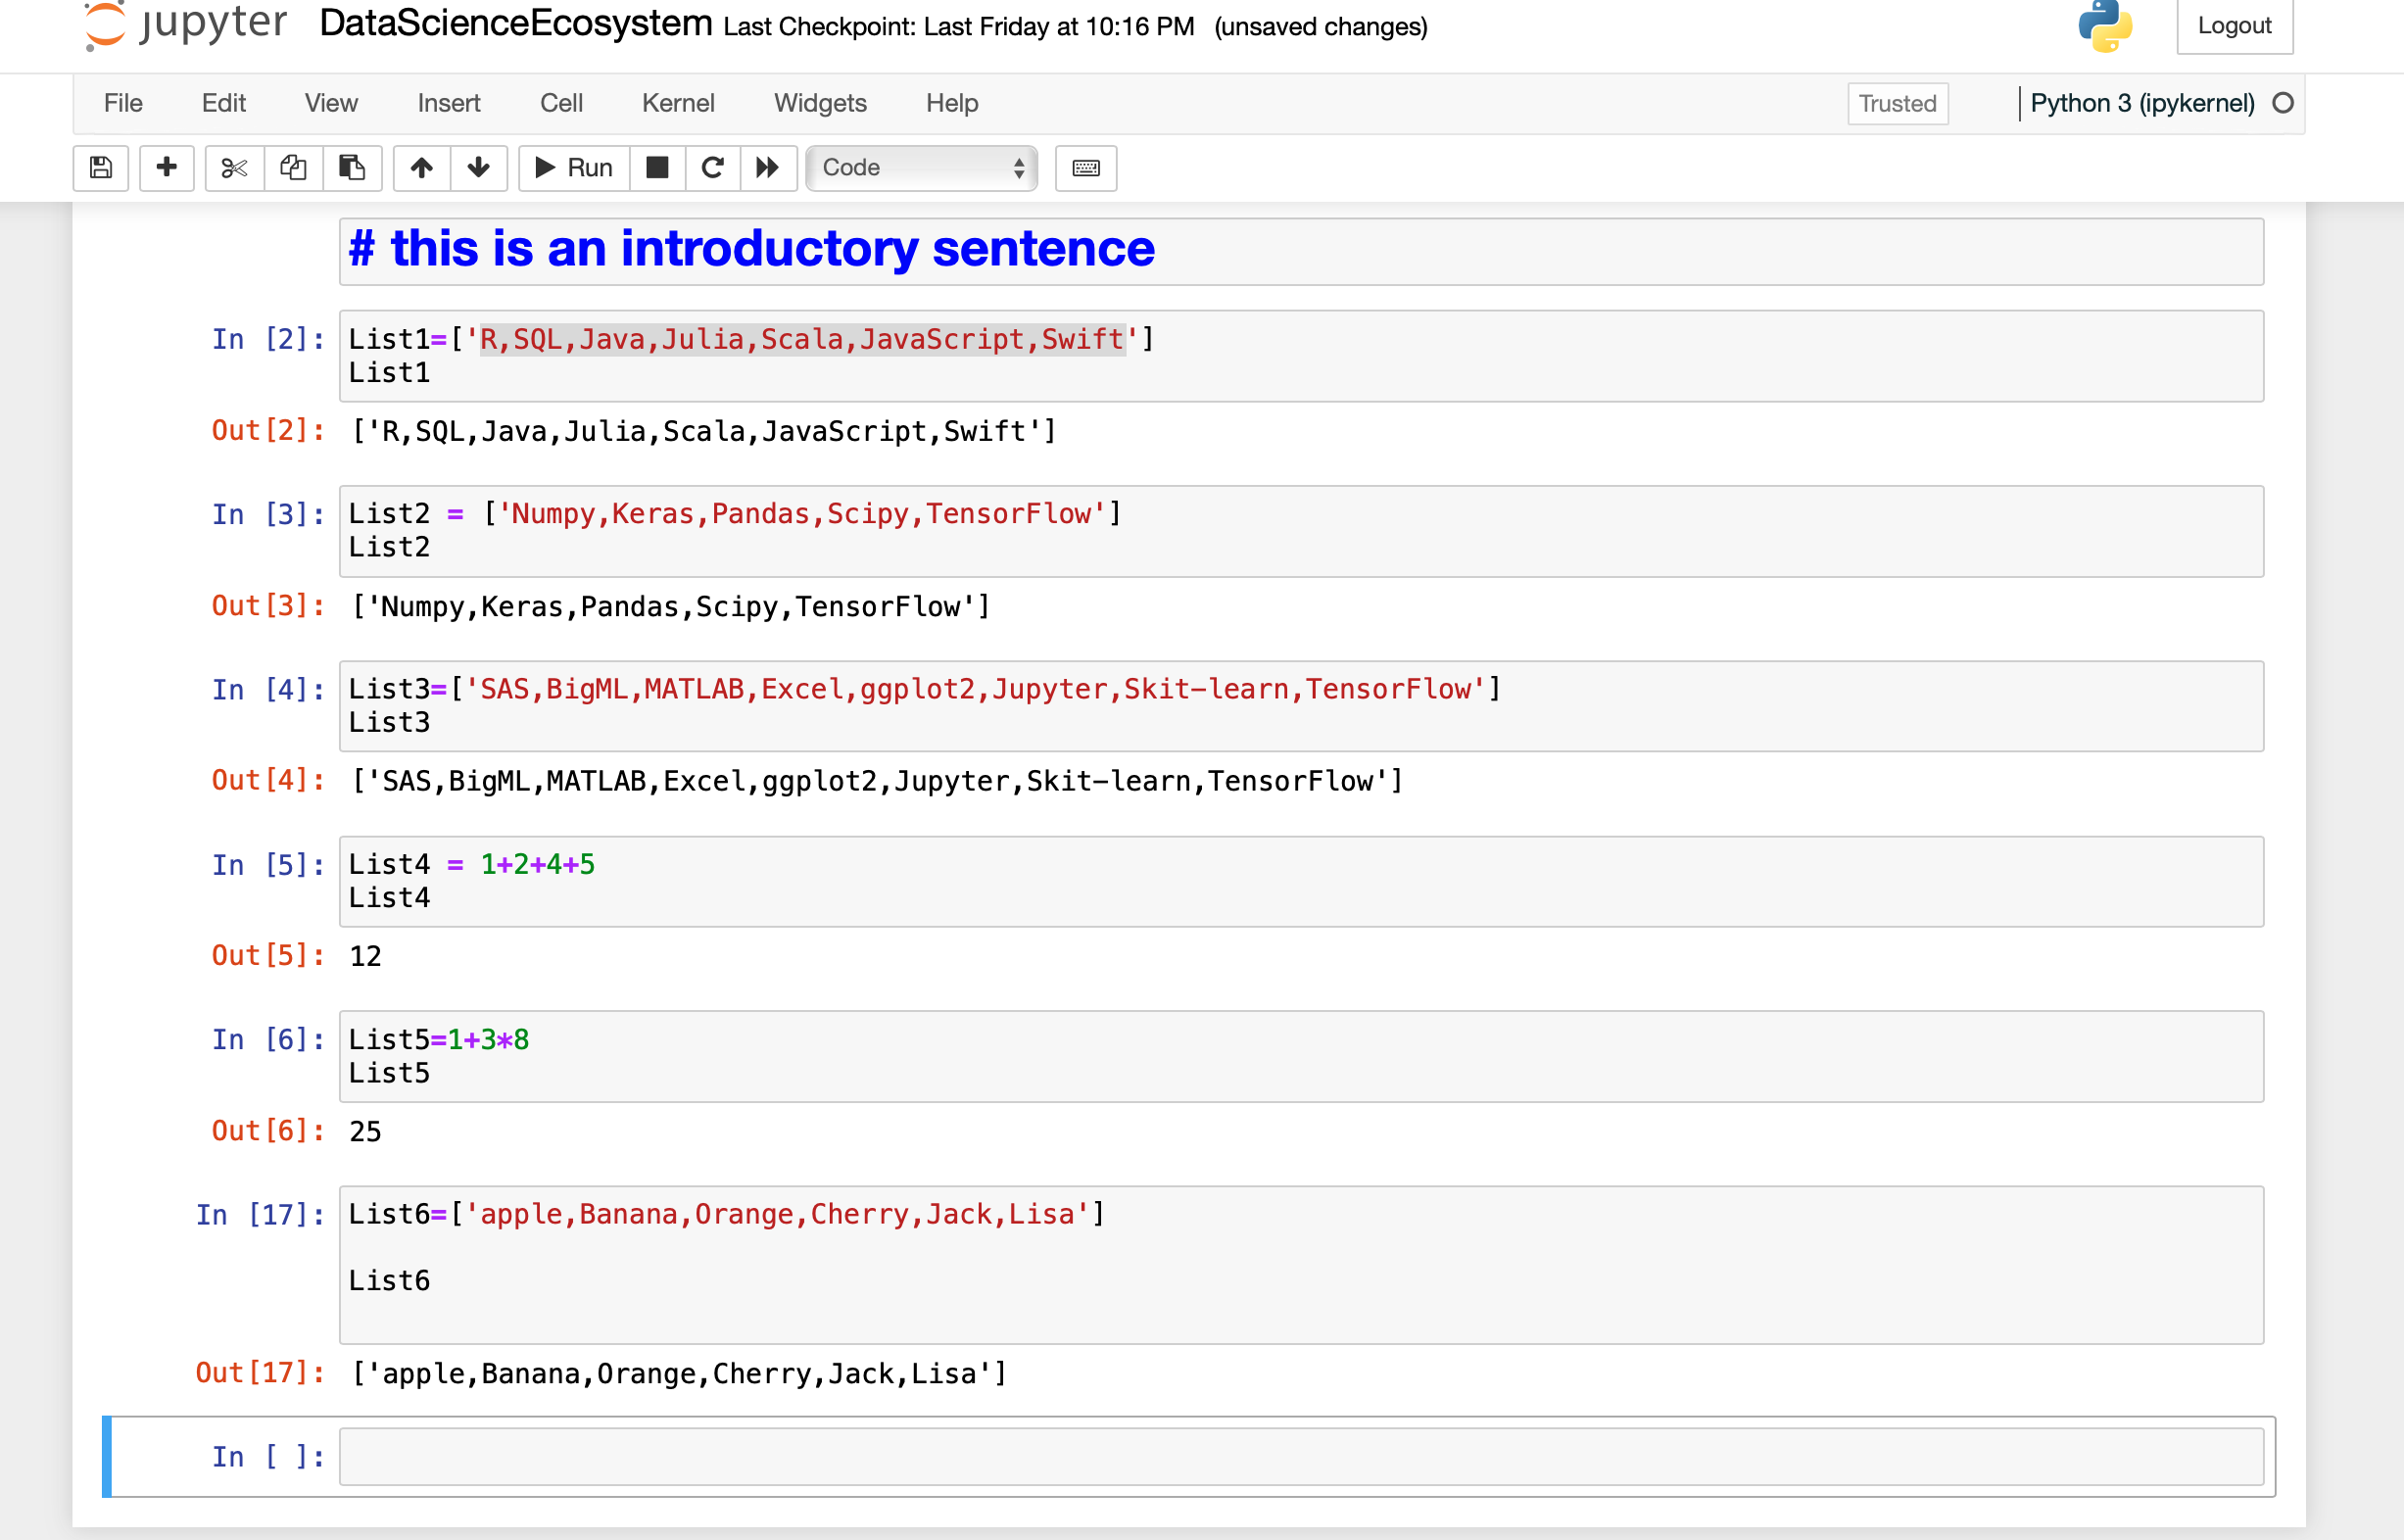 jupyter DataScienceEcosystem Last Checkpoint: Last Friday at 10:16 PM (unsaved changes) Logout
File Edit View Insert Cell Kernel Widgets Help Trusted Python 3 (ipykernel)
Run Code
# this is an introductory sentence
In [2]: List1=['R,SQL,Java,Julia,Scala,JavaScript,Swift']
List1
Out[2]: ['R,SQL,Java,Julia,Scala,JavaScript,Swift']
In [3]: List2 = ['Numpy,Keras,Pandas,Scipy,TensorFlow']
List2
Out[3]: ['Numpy,Keras,Pandas,Scipy,TensorFlow']
In [4]: List3=['SAS,BigML,MATLAB,Excel,ggplot2,Jupyter,Skit-learn,TensorFlow']
List3
Out[4]: ['SAS,BigML,MATLAB,Excel,ggplot2,Jupyter,Skit-learn,TensorFlow']
In [5]: List4 = 1+2+4+5
List4
Out[5]: 12
In [6]: List5=1+3*8
List5
Out[6]: 25
In [17]: List6=['apple,Banana,Orange,Cherry,Jack,Lisa']
List6
Out[17]: ['apple,Banana,Orange,Cherry,Jack,Lisa']
In [ ]: